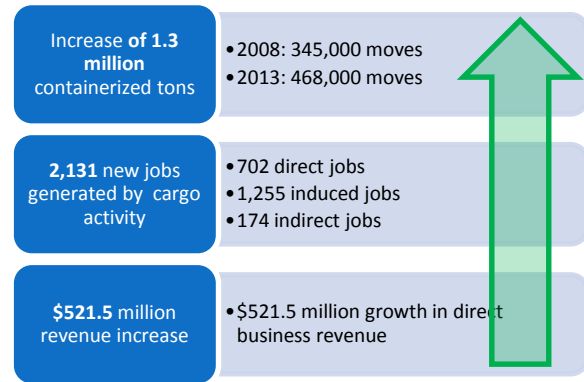 Increase of 1.3
million
containerized tons
•2008: 345,000 moves
•2013: 468,000 moves
2,131 new jobs
generated by cargo
activity
•702 direct jobs
•1,255 induced jobs
•174 indirect jobs
$521.5 million
revenue increase
•$521.5 million growth in direct
business revenue